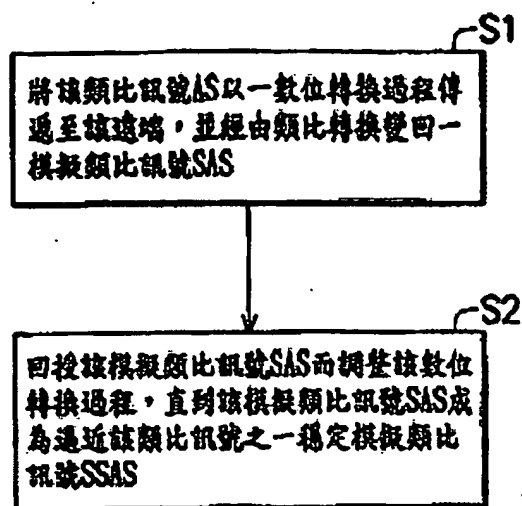 S1
將該類比訊號AS以一數位轉換過程傳
遞至該遠端,並經由類比轉換變回一
模擬類比訊號SAS
S2
回授該模擬類比訊號SAS而調整該數位
轉換過程,直到該模擬類比訊號SAS成
為逼近該類比訊號之一穩定模擬類比
訊號SSAS